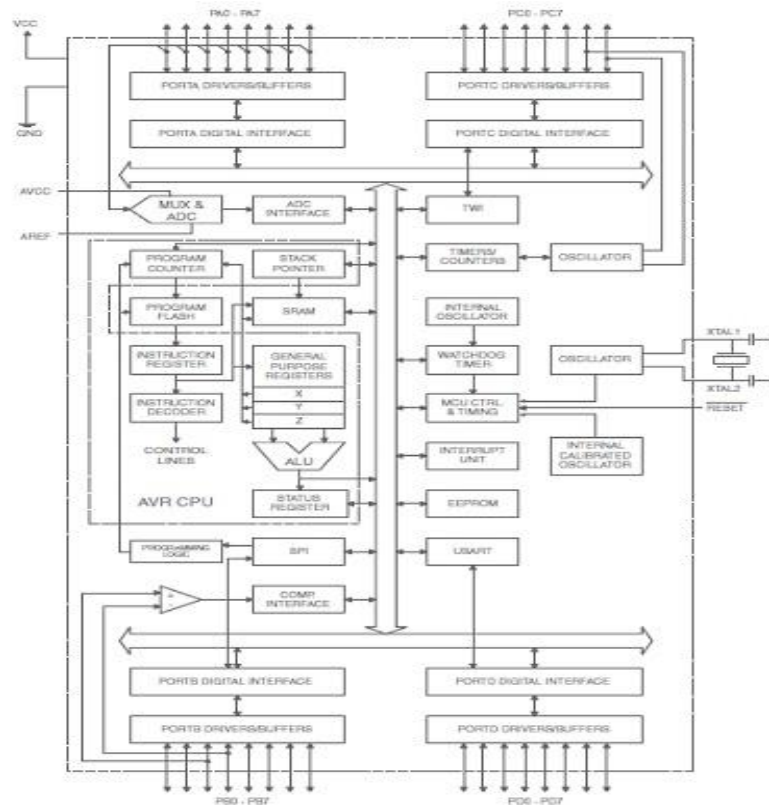 PA0 - PA7
PC0 - PC7
VCC
GND
PORTA DRIVERS/BUFFERS
PORTC DRIVERS/BUFFERS
PORTA DIGITAL INTERFACE
PORTC DIGITAL INTERFACE
AVCC
AREF
MUX &
ADC
ADC
INTERFACE
TWI
PROGRAM
COUNTER
STACK
POINTER
TIMERS/
COUNTERS
OSCILLATOR
PROGRAM
FLASH
SRAM
INTERNAL
OSCILLATOR
XTAL1
INSTRUCTION
REGISTER
GENERAL
PURPOSE
REGISTERS
WATCHDOG
TIMER
OSCILLATOR
XTAL2
X
Y
Z
INSTRUCTION
DECODER
MCU CTRL
& TIMING
RESET
CONTROL
LINES
ALU
INTERRUPT
UNIT
INTERNAL
CALIBRATED
OSCILLATOR
AVR CPU
STATUS
REGISTER
EEPROM
PROGRAMMING
LOGIC
SPI
USART
+
-
COMP.
INTERFACE
PORTB DIGITAL INTERFACE
PORTD DIGITAL INTERFACE
PORTB DRIVERS/BUFFERS
PORTD DRIVERS/BUFFERS
PB0 - PB7
PD0 - PD7